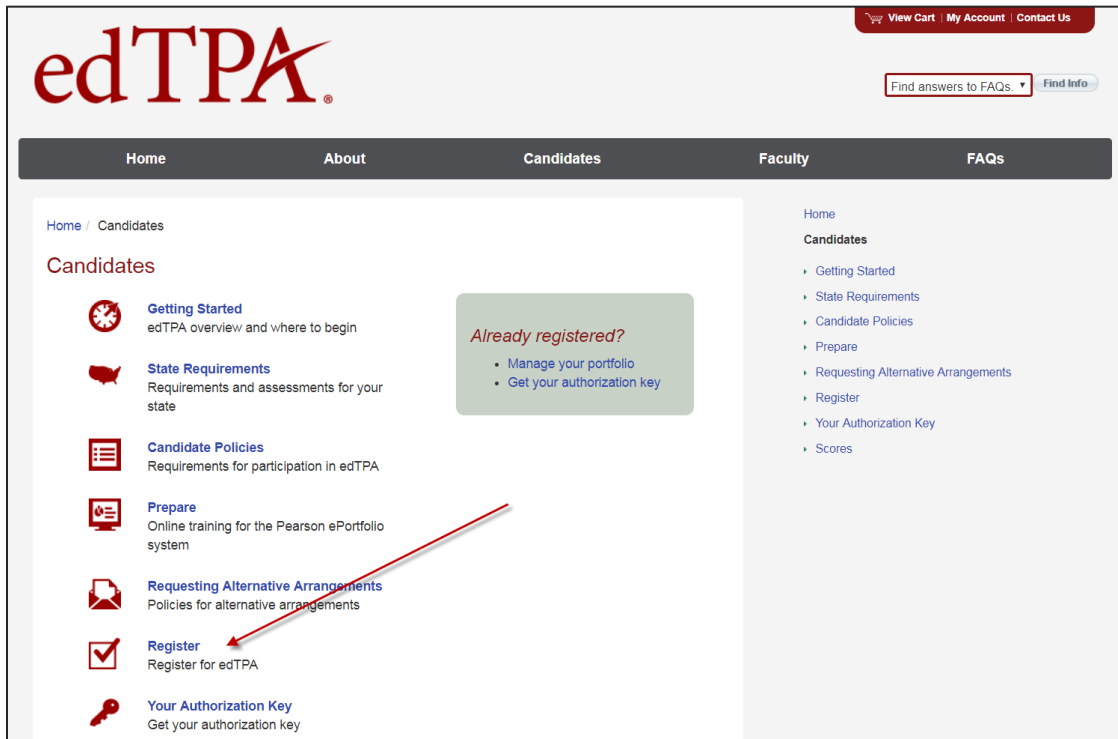 View Cart | My Account | Contact Us
edTPA®
Find answers to FAQs.
Find Info
Home
About
Candidates
Faculty
FAQs
Home / Candidates
Candidates
Getting Started
edTPA overview and where to begin
State Requirements
Requirements and assessments for your
state
Candidate Policies
Requirements for participation in edTPA
Prepare
Online training for the Pearson ePortfolio
system
Requesting Alternative Arrangements
Policies for alternative arrangements
Register
Register for edTPA
Your Authorization Key
Get your authorization key
Already registered?
• Manage your portfolio
• Get your authorization key
Home
Candidates
Getting Started
State Requirements
Candidate Policies
Prepare
Requesting Alternative Arrangements
Register
Your Authorization Key
Scores